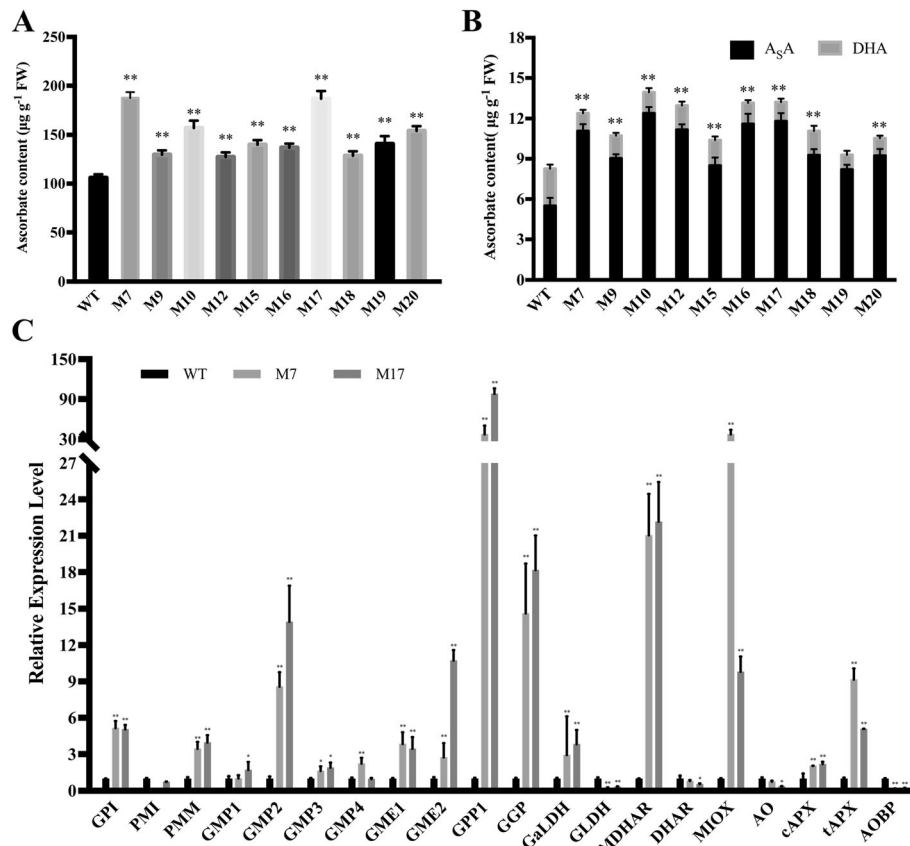 A
Ascorbate content (µg g⁻¹ FW)
250
200
150
100
50
0
** ** ** ** ** ** ** ** ** **
WT M7 M9 M10 M12 M15 M16 M17 M18 M19 M20
B
Ascorbate content( µg g⁻¹ FW)
AₛA DHA
18
15
12
9
6
3
0
** ** ** ** ** ** ** ** **
WT M7 M9 M10 M12 M15 M16 M17 M18 M19 M20
C
Relative Expression Level
WT M7 M17
150
90
30
27
24
21
18
15
12
9
6
3
0
** ** ** ** * ** ** * * ** ** ** ** ** ** ** ** ** ** ** ** ** ** ** ** * ** ** * ** ** ** ** ** **
GPI PMI PMM GMP1 GMP2 GMP3 GMP4 GME1 GME2 GPP1 GGP GaLDH GLDH MDHAR DHAR MIOX AO cAPX tAPX AOBP